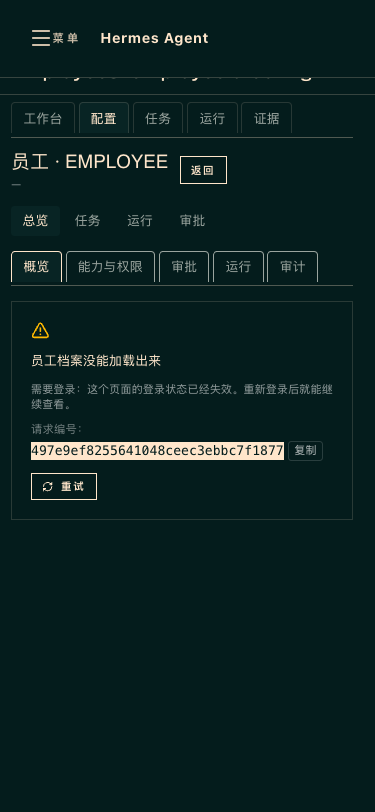 菜单 Hermes Agent
工作台 配置 任务 运行 证据
员工 · EMPLOYEE 返回
—
总览 任务 运行 审批
概览 能力与权限 审批 运行 审计
员工档案没能加载出来
需要登录：这个页面的登录状态已经失效。重新登录后就能继
续查看。
请求编号：
497e9ef8255641048ceec3ebbc7f1877 复制
重试